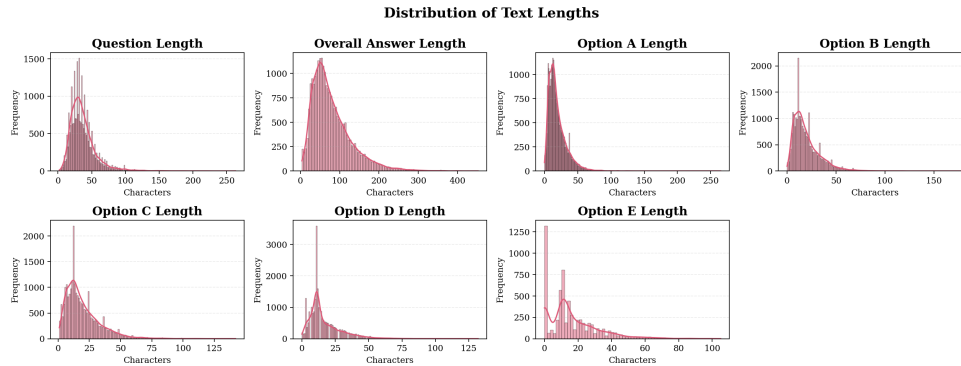 Distribution of Text Lengths
Question Length
Frequency
1500
1000
500
0
0 50 100 150 200 250
Characters
Overall Answer Length
Frequency
1000
750
500
250
0
0 100 200 300 400
Characters
Option A Length
Frequency
1000
750
500
250
0
0 50 100 150 200 250
Characters
Option B Length
Frequency
2000
1500
1000
500
0
0 50 100 150
Characters
Option C Length
Frequency
2000
1500
1000
500
0
0 25 50 75 100 125
Characters
Option D Length
Frequency
3000
2000
1000
0
0 25 50 75 100 125
Characters
Option E Length
Frequency
1250
1000
750
500
250
0
0 20 40 60 80 100
Characters